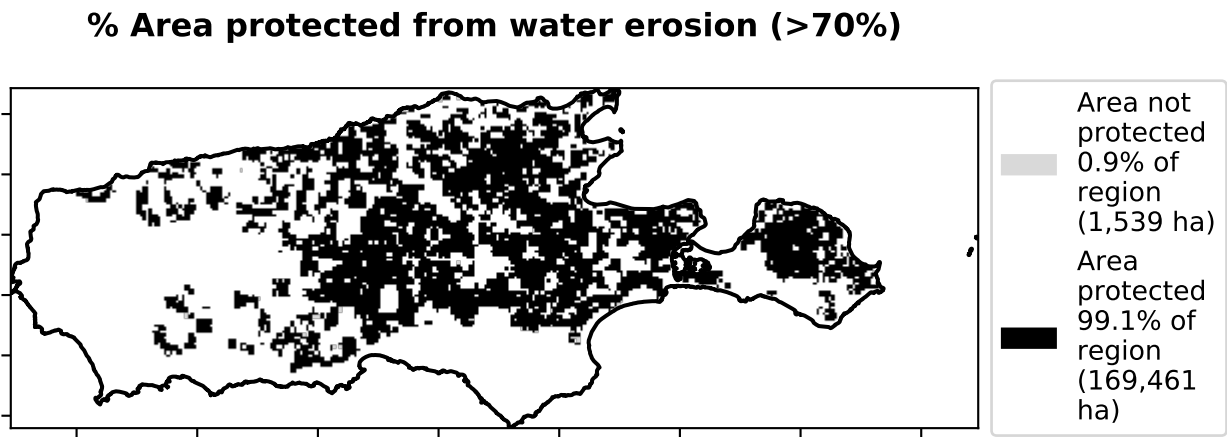 % Area protected from water erosion (>70%)
Area not
protected
0.9% of
region
(1,539 ha)
Area
protected
99.1% of
region
(169,461
ha)